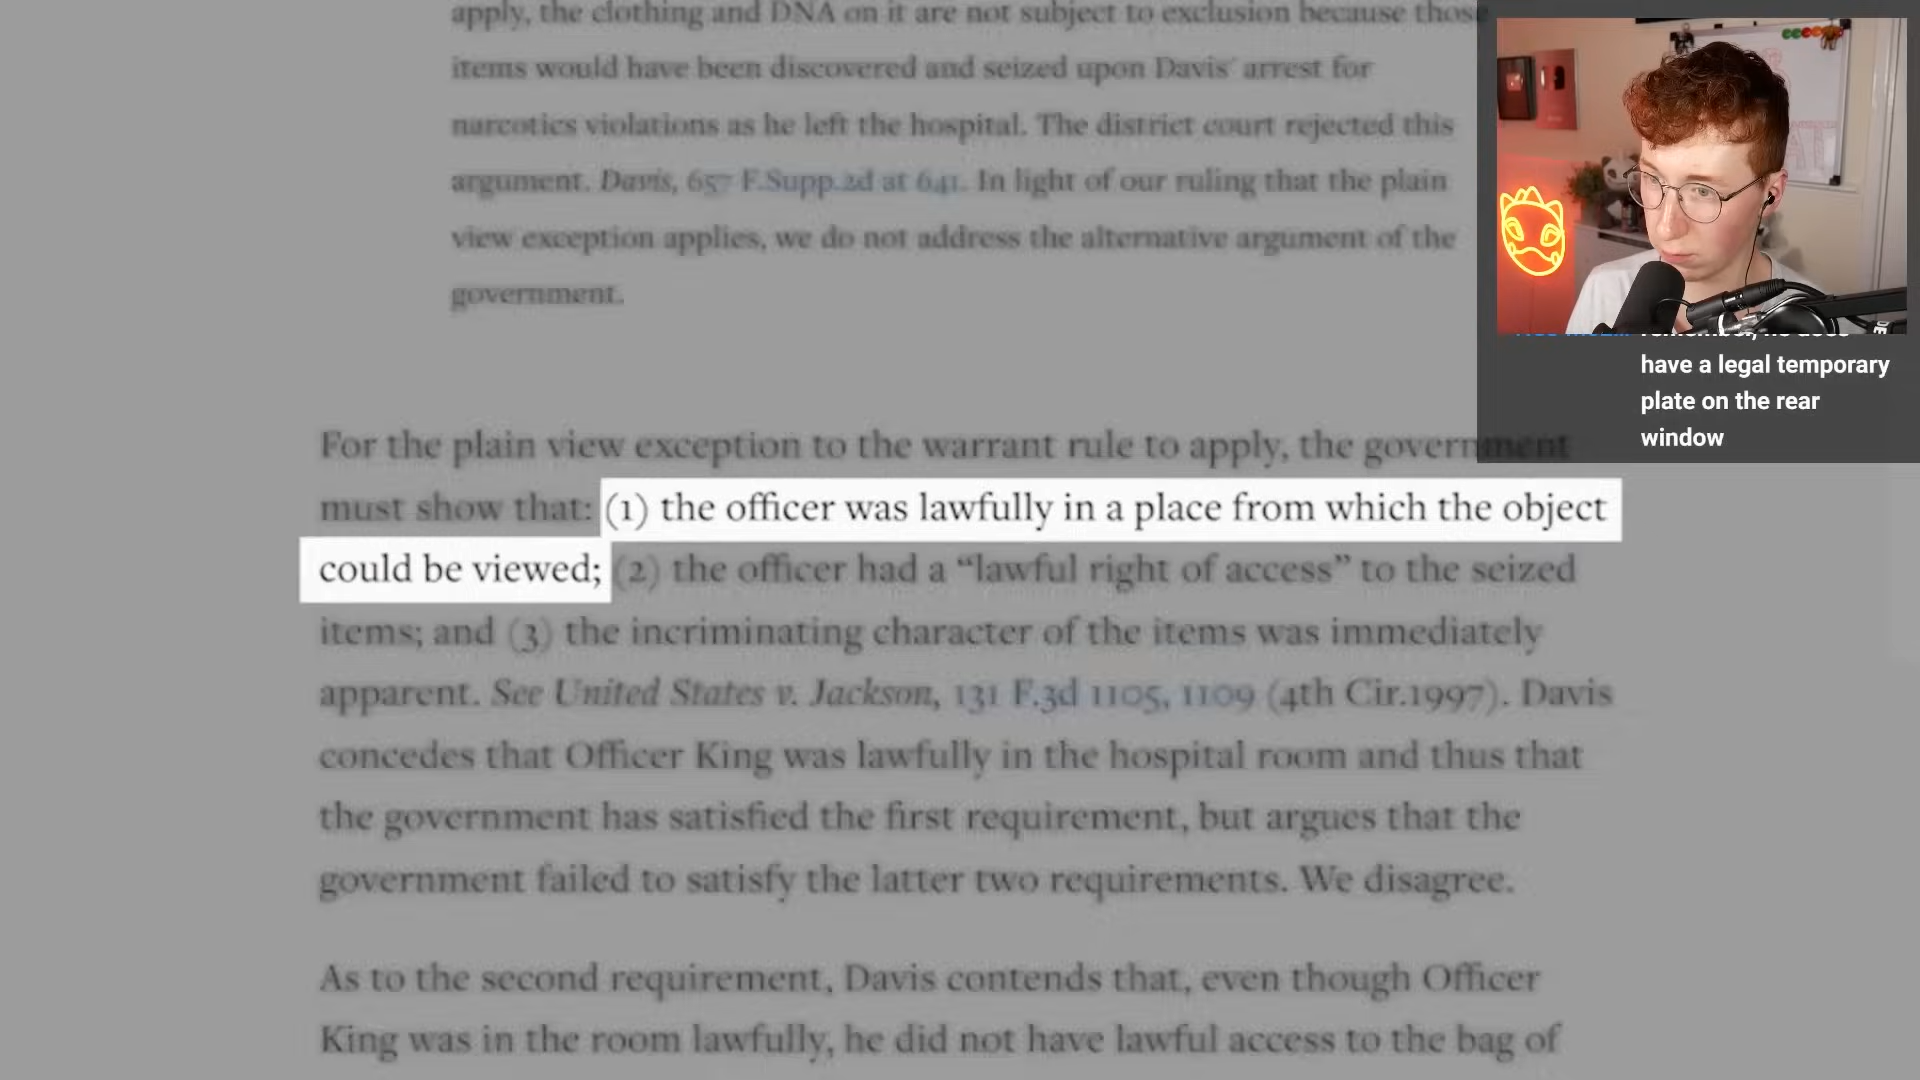 apply, the clothing and DNA on it are not subject to exclusion because those
items would have been discovered and seized upon Davis' arrest for
narcotics violations as he left the hospital. The district court rejected this
argument. Davis, 657 F.Supp.2d at 641. In light of our ruling that the plain
view exception applies, we do not address the alternative argument of the
government.
have a legal temporary
plate on the rear
window
For the plain view exception to the warrant rule to apply, the government
must show that: (1) the officer was lawfully in a place from which the object
could be viewed; (2) the officer had a “lawful right of access” to the seized
items; and (3) the incriminating character of the items was immediately
apparent. See United States v. Jackson, 131 F.3d 1105, 1109 (4th Cir.1997). Davis
concedes that Officer King was lawfully in the hospital room and thus that
the government has satisfied the first requirement, but argues that the
government failed to satisfy the latter two requirements. We disagree.
As to the second requirement, Davis contends that, even though Officer
King was in the room lawfully, he did not have lawful access to the bag of